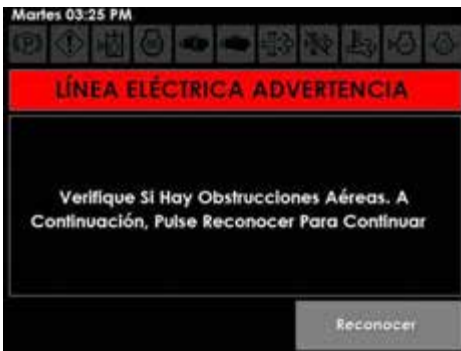 Martes 03:25 PM
LÍNEA ELÉCTRICA ADVERTENCIA
Verifique Si Hay Obstrucciones Aéreas. A
Continuación, Pulse Reconocer Para Continuar
Reconocer